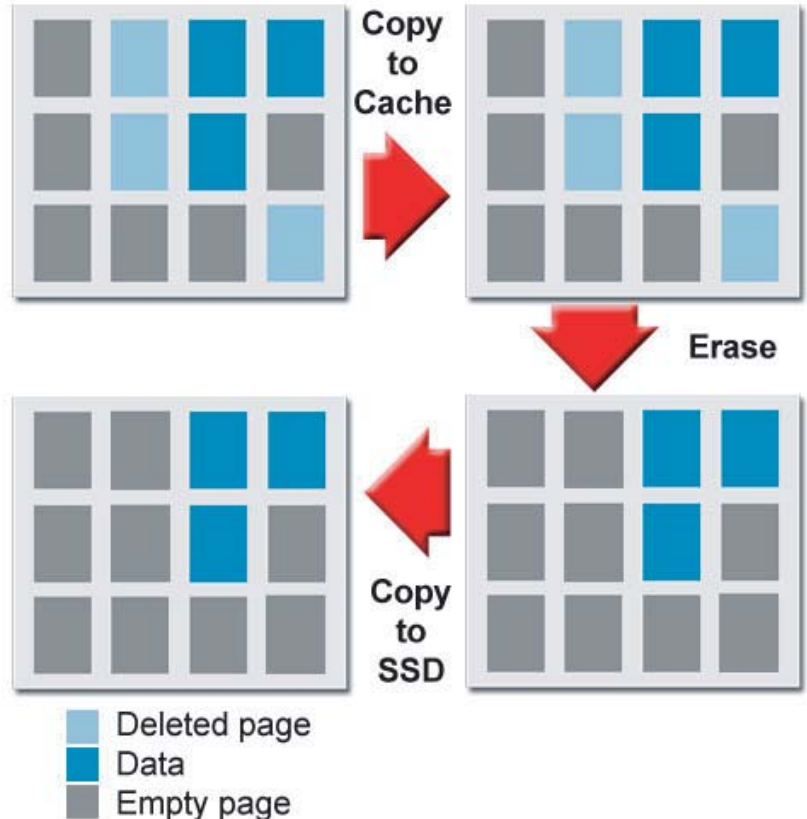 Copy
to
Cache
Erase
Copy
to
SSD
Deleted page
Data
Empty page